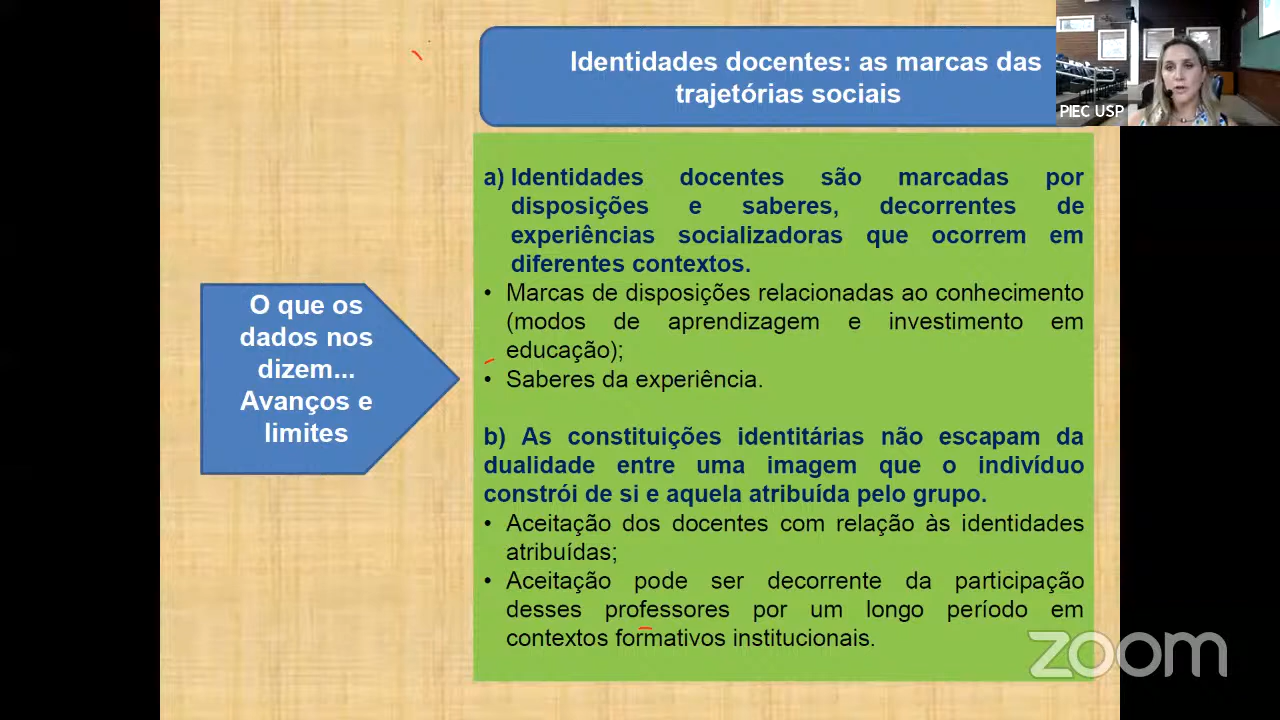 Identidades docentes: as marcas das
trajetórias sociais
PIEC USP
O que os
dados nos
dizem...
Avanços e
limites
a) Identidades docentes são marcadas por
disposições e saberes, decorrentes de
experiências socializadoras que ocorrem em
diferentes contextos.
• Marcas de disposições relacionadas ao conhecimento
(modos de aprendizagem e investimento em
educação);
• Saberes da experiência.
b) As constituições identitárias não escapam da
dualidade entre uma imagem que o indivíduo
constrói de si e aquela atribuída pelo grupo.
• Aceitação dos docentes com relação às identidades
atribuídas;
• Aceitação pode ser decorrente da participação
desses professores por um longo período em
contextos formativos institucionais.
zoom